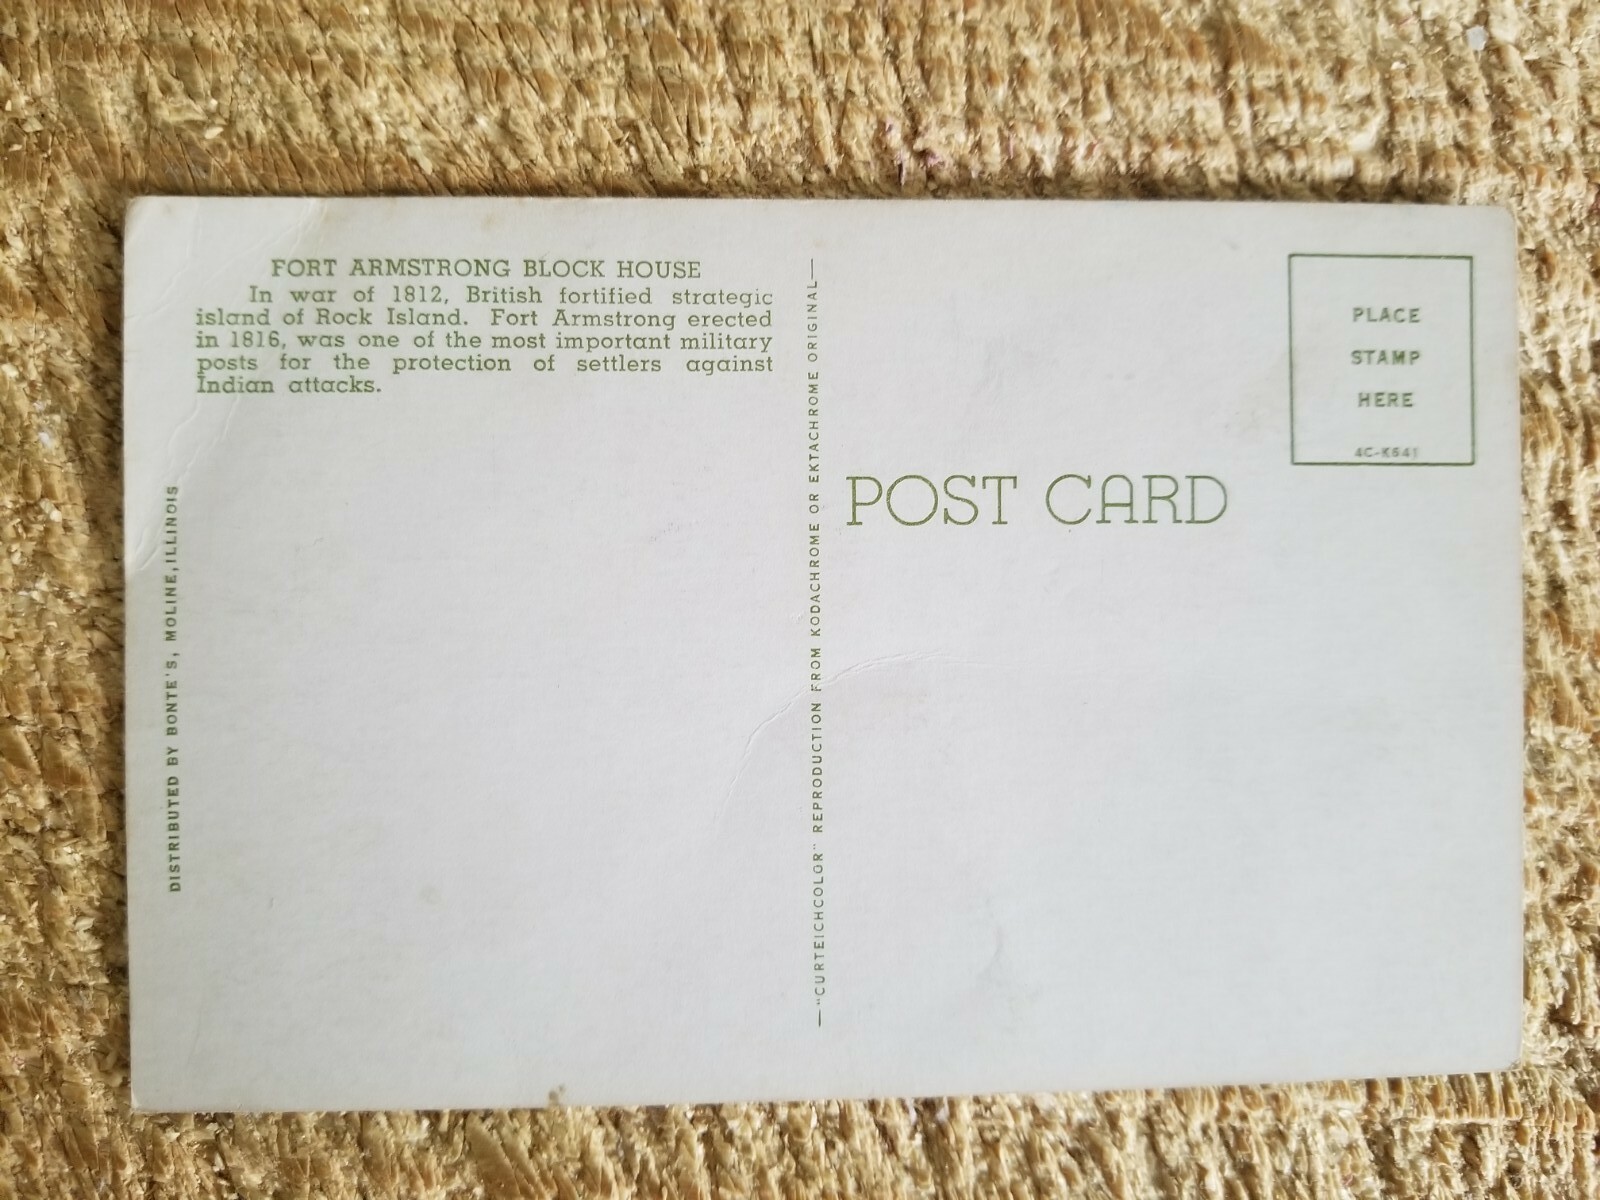 FORT ARMSTRONG BLOCK HOUSE
In war of 1812, British fortified strategic
island of Rock Island. Fort Armstrong erected
in 1816, was one of the most important military
posts for the protection of settlers against
Indian attacks.
DISTRIBUTED BY BONTE'S, MOLINE, ILLINOIS
—"CURTEICHCOLOR" REPRODUCTION FROM KODACHROME OR EKTACHROME ORIGINAL—
POST CARD
PLACE
STAMP
HERE
4C-K641